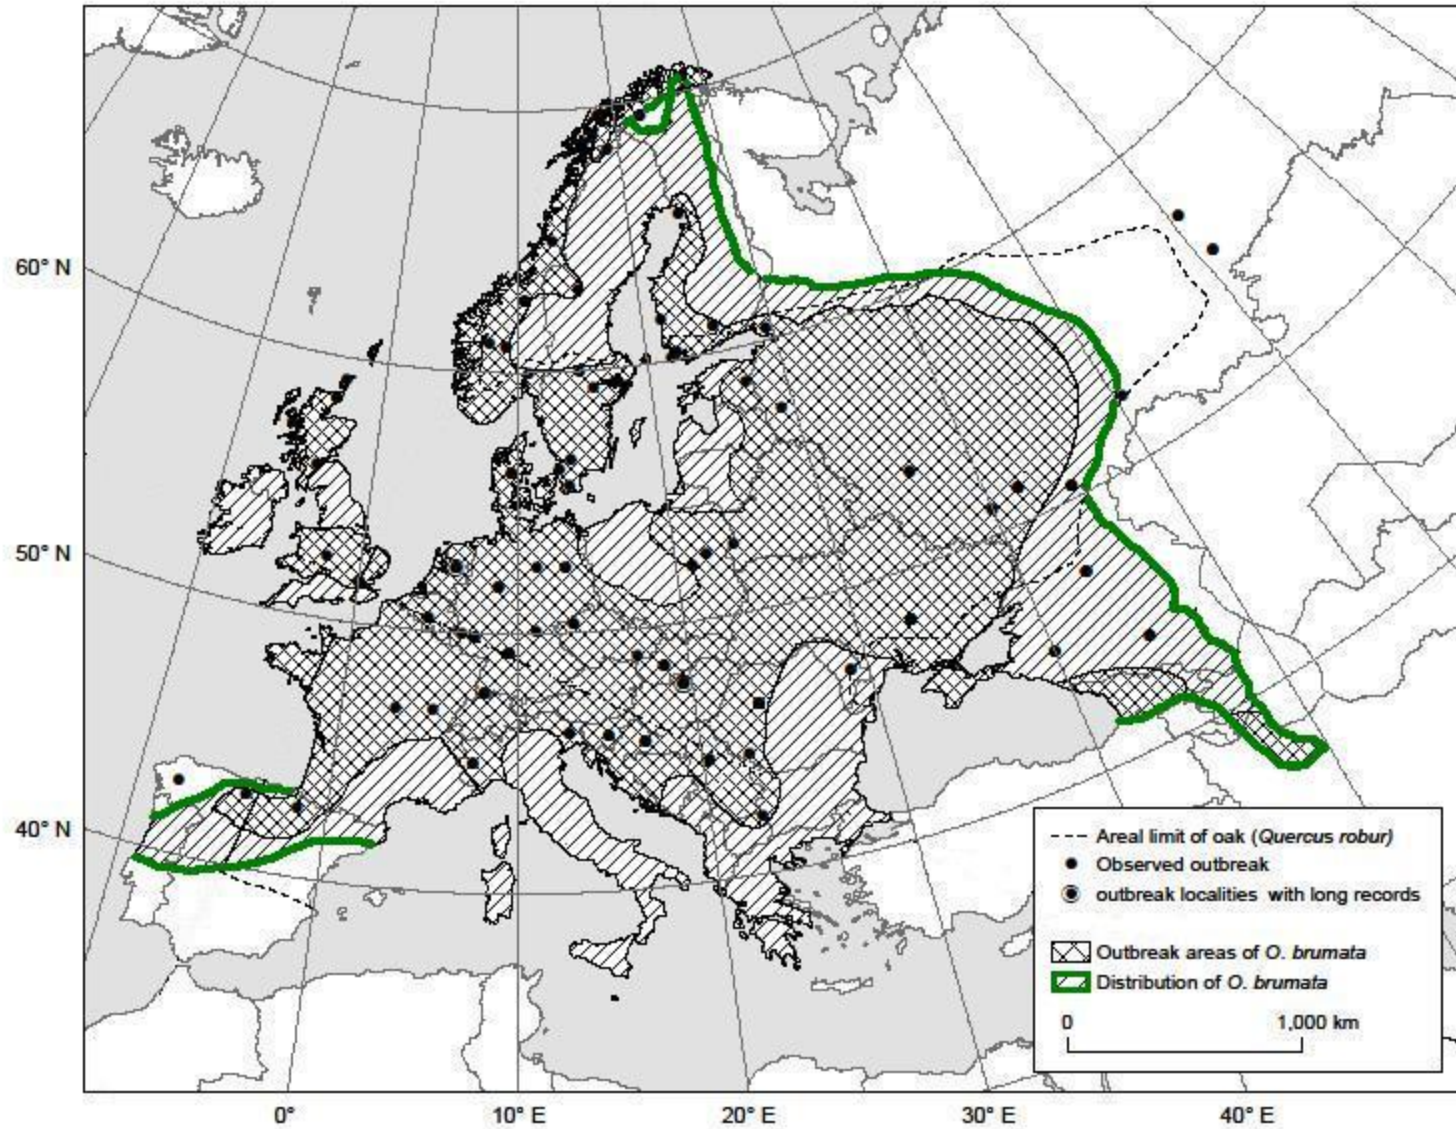 60° N
50° N
40° N
Areal limit of oak (Quercus robur)
Observed outbreak
outbreak localities with long records
Outbreak areas of O. brumata
Distribution of O. brumata
0 1,000 km
0° 10° E 20° E 30° E 40° E